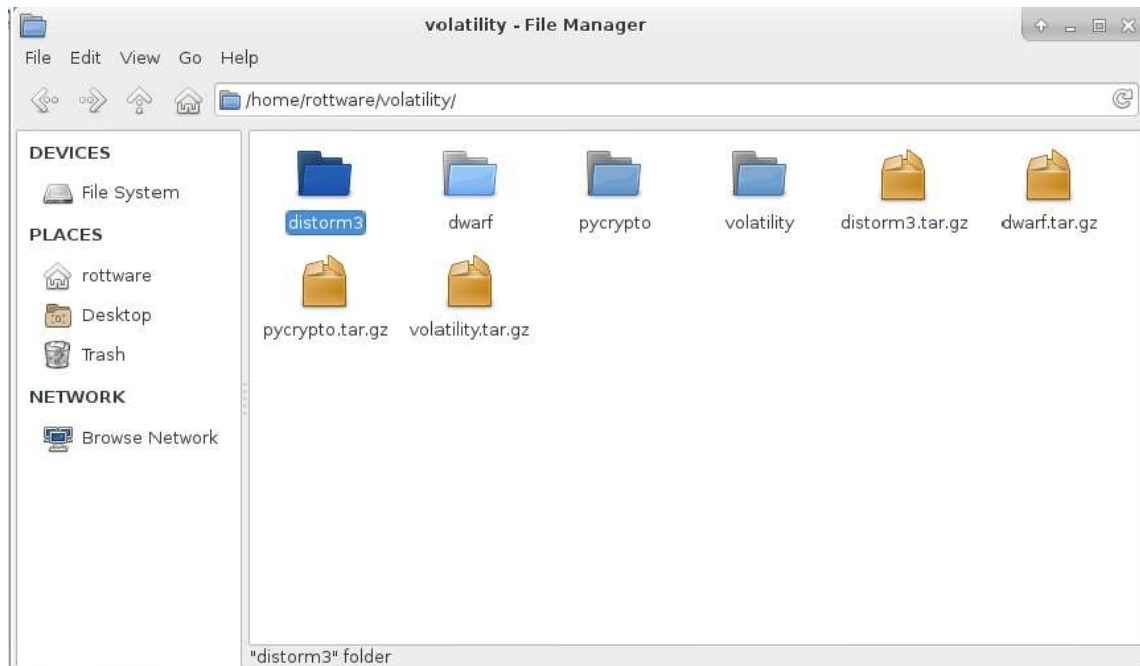 volatility - File Manager
File Edit View Go Help
/home/rottware/volatility/
DEVICES
File System
PLACES
rottware
Desktop
Trash
NETWORK
Browse Network
distorm3 dwarf pycrypto volatility distorm3.tar.gz dwarf.tar.gz
pycrypto.tar.gz volatility.tar.gz
"distorm3" folder